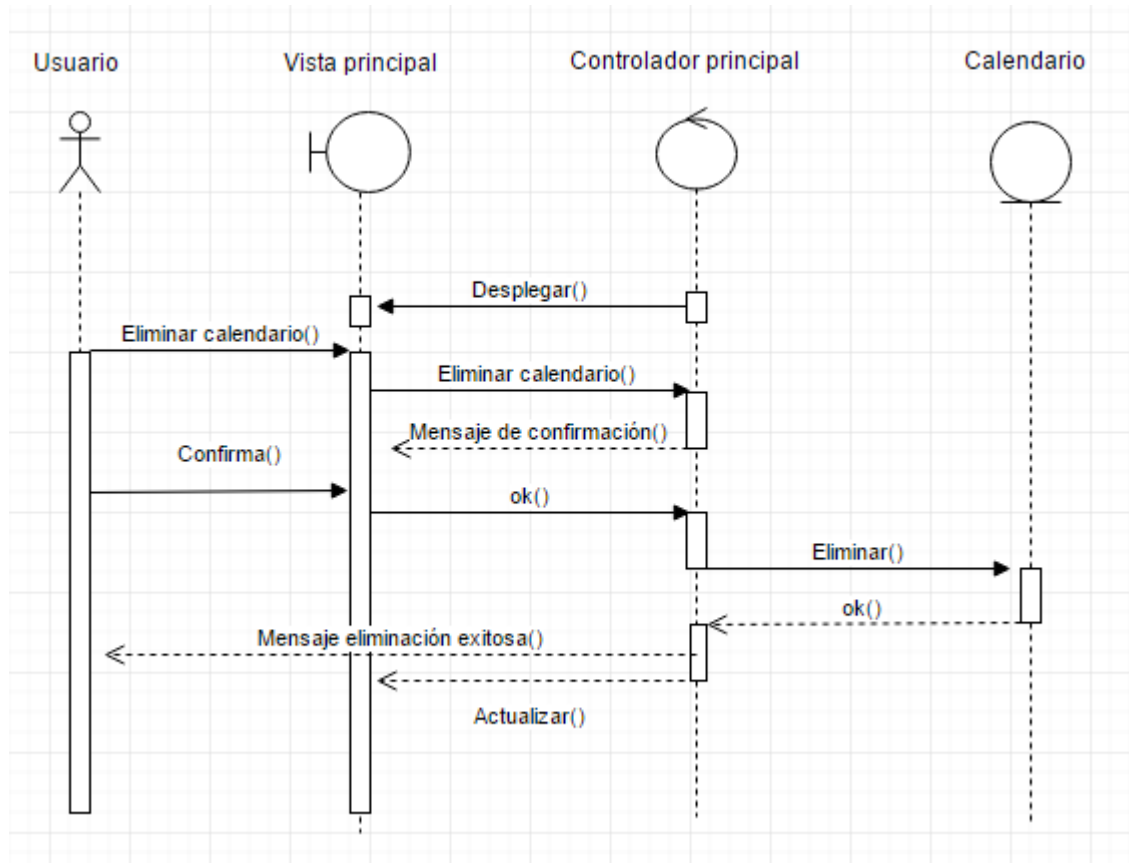 Usuario
Vista principal
Controlador principal
Calendario
Desplegar()
Eliminar calendario()
Eliminar calendario()
Mensaje de confirmación()
Confirma()
ok()
Eliminar()
ok()
Mensaje eliminación exitosa()
Actualizar()